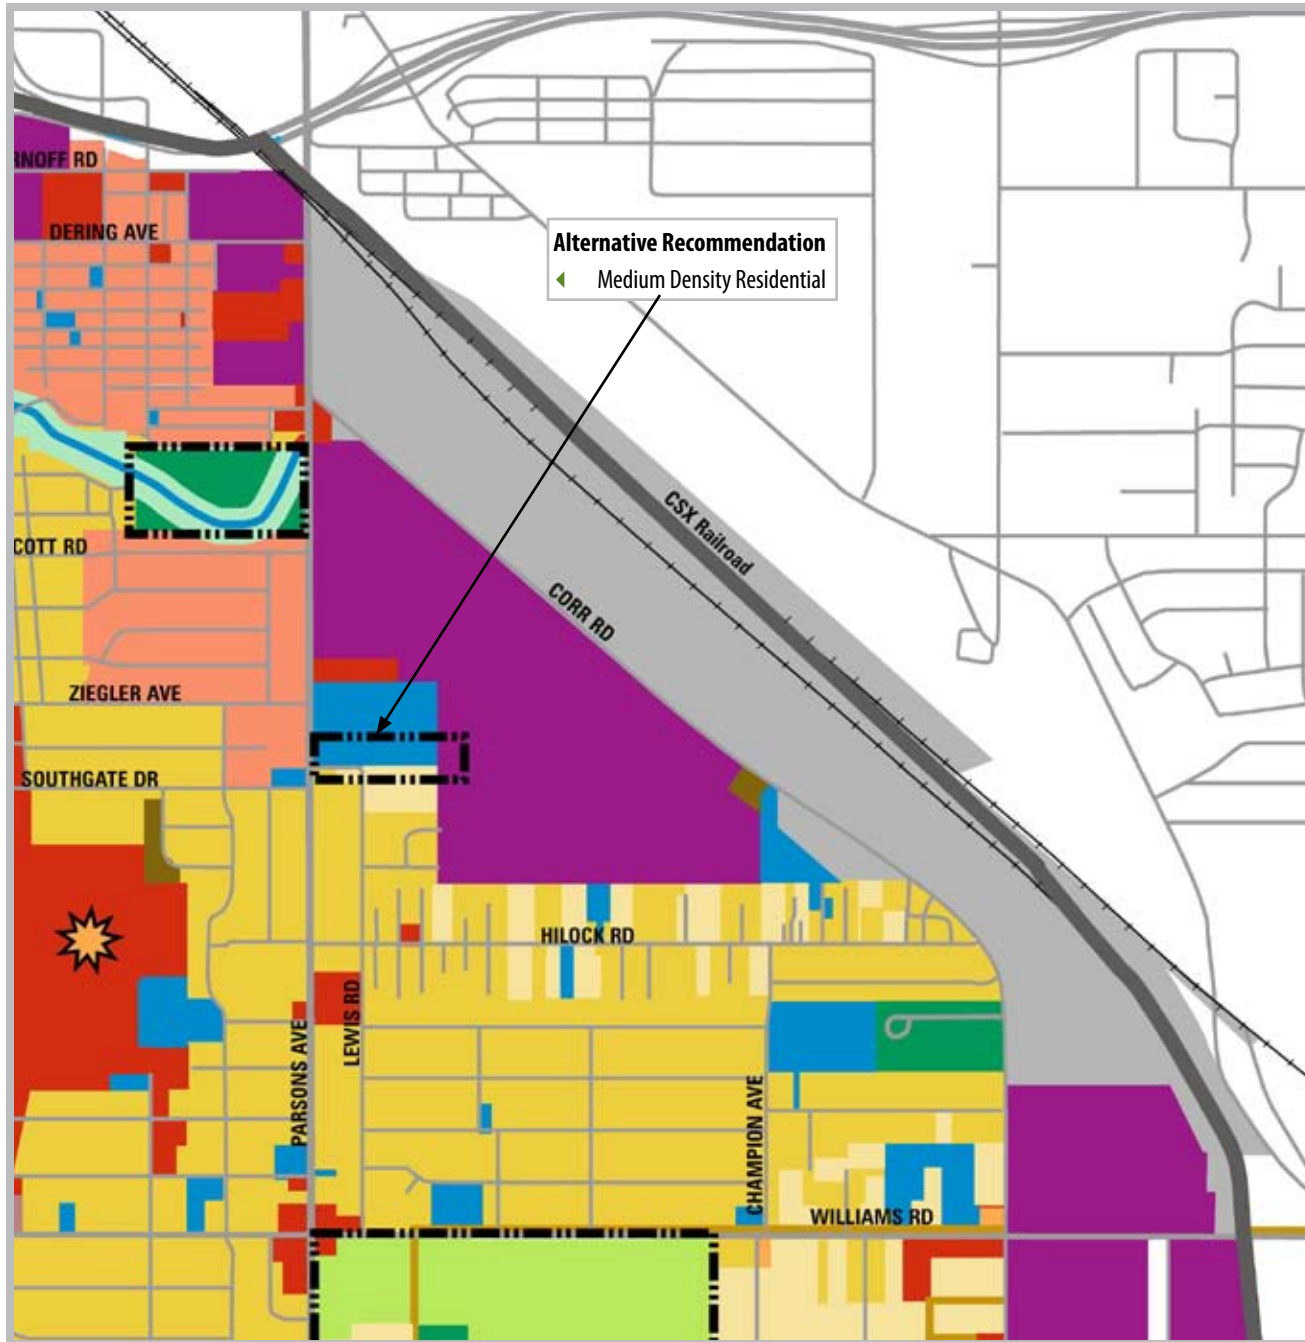 RNOFF RD
DERING AVE
Alternative Recommendation
Medium Density Residential
CSX Railroad
COTT RD
CORR RD
ZIEGLER AVE
SOUTHGATE DR
HILOCK RD
LEWIS RD
PARSONS AVE
CHAMPION AVE
WILLIAMS RD